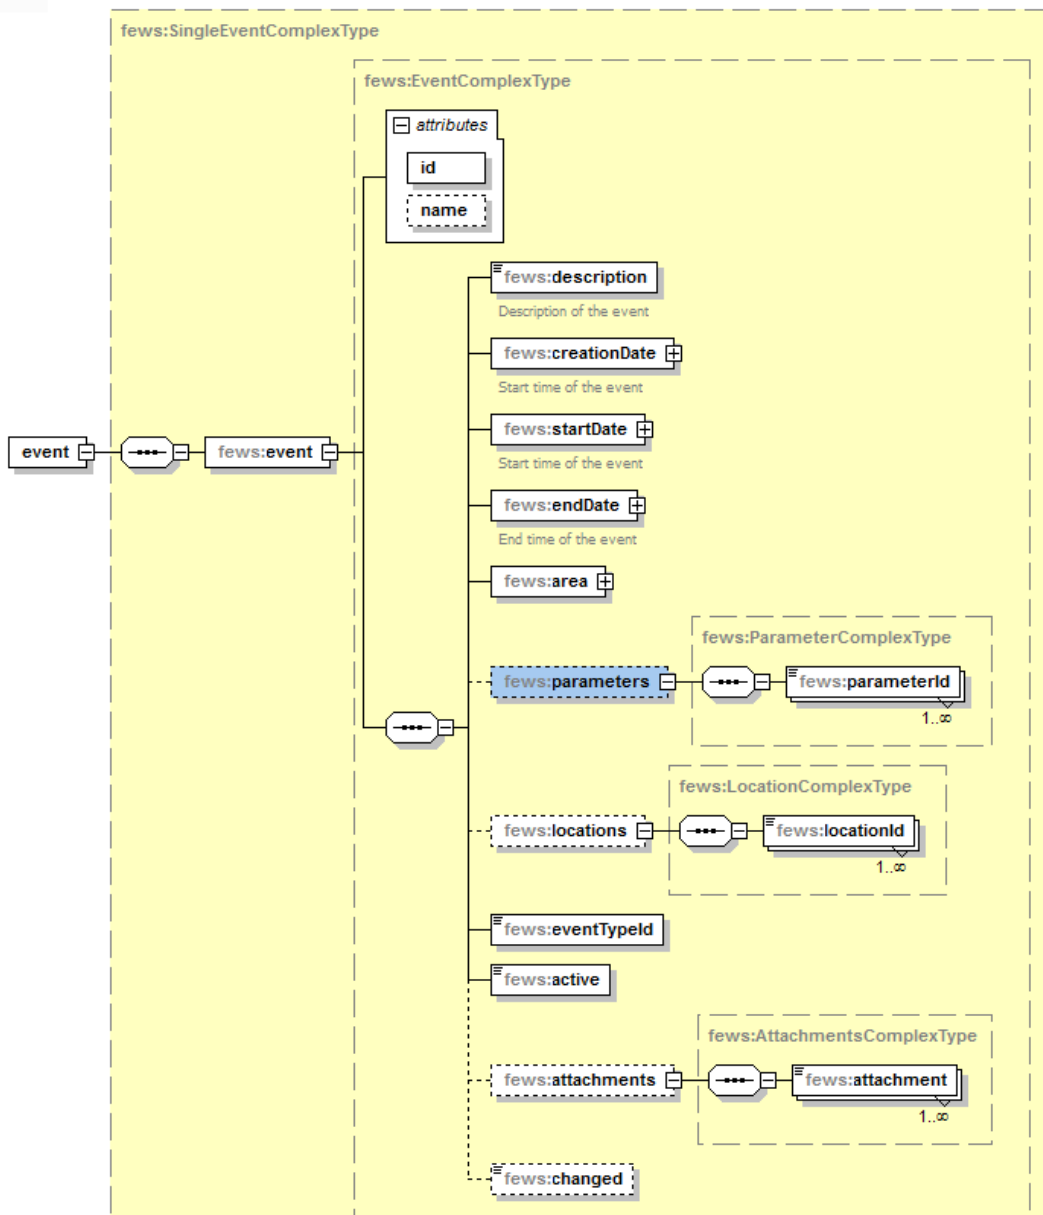 fews:SingleEventComplexType
fews:EventComplexType
attributes
id
name
fews:description
Description of the event
fews:creationDate
Start time of the event
fews:startDate
Start time of the event
event
fews:event
fews:endDate
End time of the event
fews:area
fews:ParameterComplexType
fews:parameters
fews:parameterId
1..∞
fews:LocationComplexType
fews:locations
fews:locationId
1..∞
fews:eventTypeId
fews:active
fews:AttachmentsComplexType
fews:attachments
fews:attachment
1..∞
fews:changed